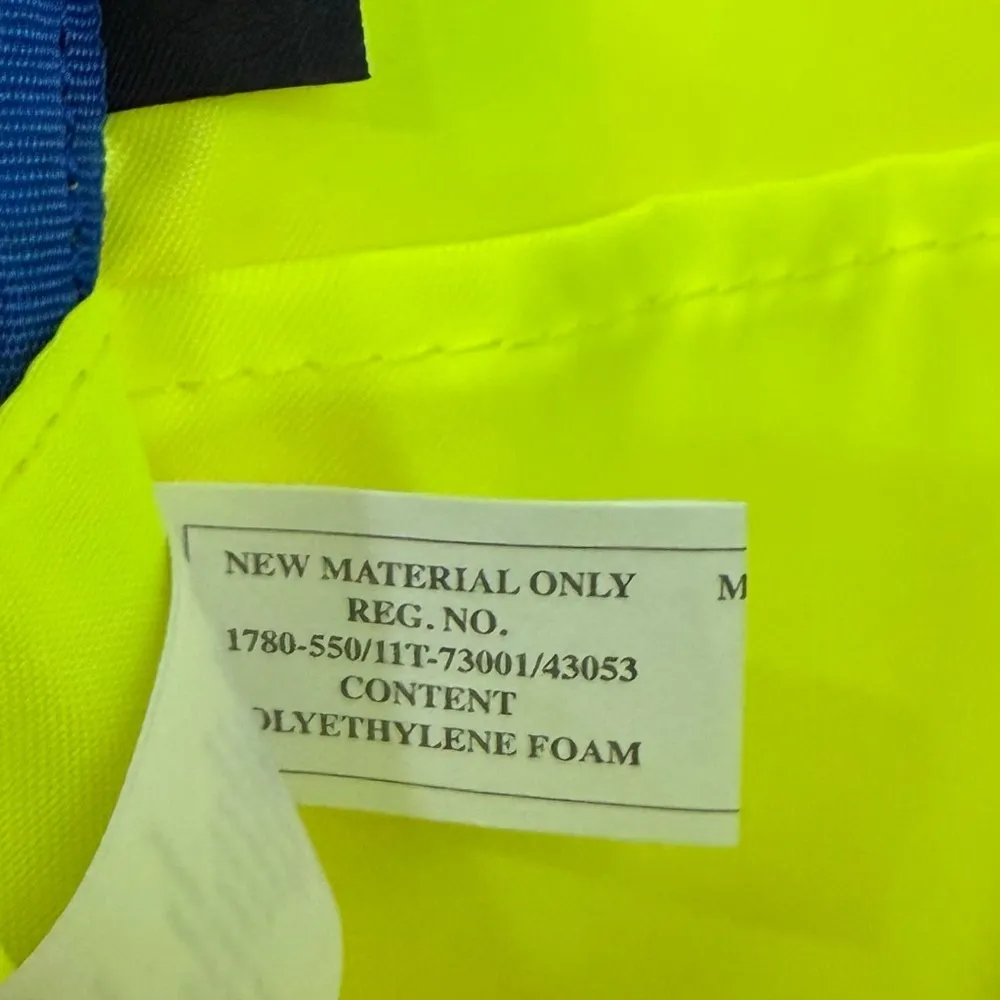 NEW MATERIAL ONLY M
REG. NO.
1780-550/11T-73001/43053
CONTENT
OLYETHYLENE FOAM